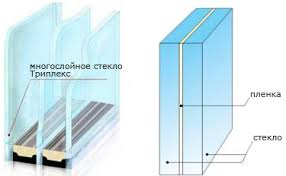 многослойное стекло
Триплекс
пленка
стекло